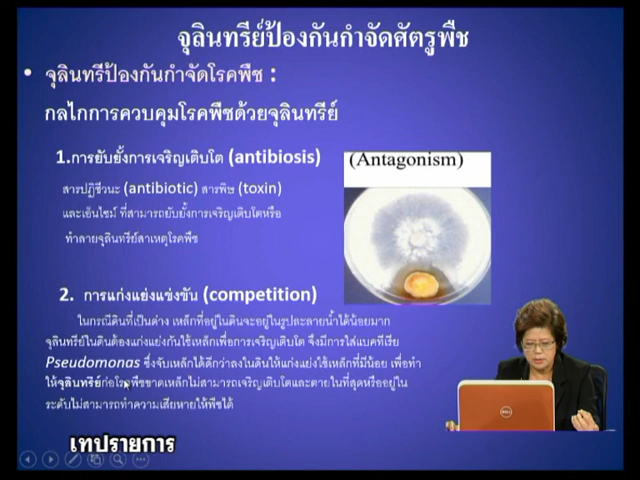 จุลินทรีย์ป้องกันกำจัดศัตรูพืช
• จุลินทรีป้องกันกำจัดโรคพืช :
กลไกการควบคุมโรคพืชด้วยจุลินทรีย์
1.การยับยั้งการเจริญเติบโต (antibiosis)
(Antagonism)
สารปฏิชีวนะ (antibiotic) สารพิษ (toxin)
และเอ็นไซม์ ที่สามารถยับยั้งการเจริญเติบโตหรือ
ทำลายจุลินทรีย์สาเหตุโรคพืช
2. การแก่งแย่งแข่งขัน (competition)
ในกรณีดินที่เป็นด่าง เหล็กที่อยู่ในดินจะอยู่ในรูปละลายน้ำได้น้อยมาก
จุลินทรีย์ในดินต้องแก่งแย่งกันใช้เหล็กเพื่อการเจริญเติบโต จึงมีการใส่แบคทีเรีย
Pseudomonas ซึ่งจับเหล็กได้ดีกว่าลงในดินให้แก่งแย่งใช้เหล็กที่มีน้อย เพื่อทำ
ให้จุลินทรีย์ก่อโรคพืชขาดเหล็กไม่สามารถเจริญเติบโตและตายในที่สุดหรืออยู่ใน
ระดับไม่สามารถทำความเสียหายให้พืชได้
DELL
เทปรายการ